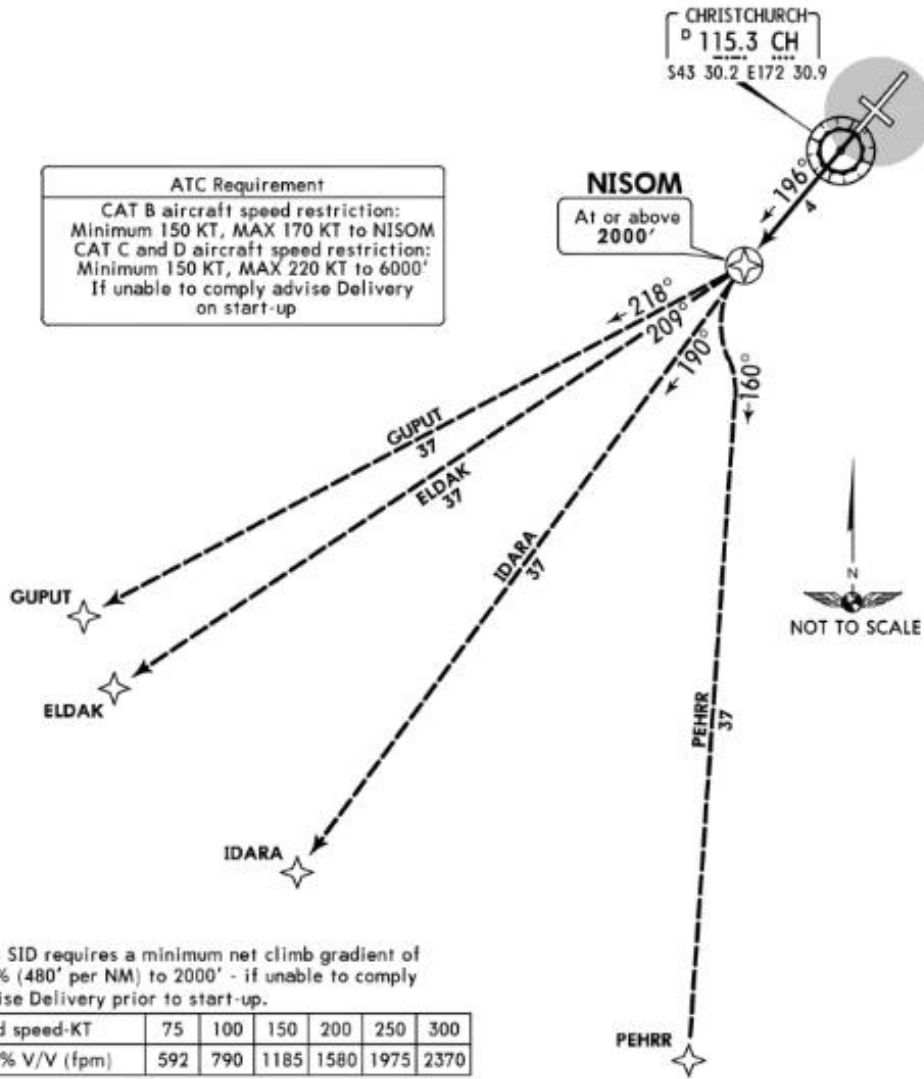 CHRISTCHURCH
D 115.3 CH
S43 30.2 E172 30.9
ATC Requirement
CAT B aircraft speed restriction:
Minimum 150 KT, MAX 170 KT to NISOM
CAT C and D aircraft speed restriction:
Minimum 150 KT, MAX 220 KT to 6000'
If unable to comply advise Delivery
on start-up
NISOM
At or above
2000'
196°
4
218°
209°
190°
160°
GUPUT
37
ELDAK
37
IDARA
37
PEHRR
37
N
NOT TO SCALE
GUPUT
ELDAK
IDARA
PEHRR
SID requires a minimum net climb gradient of
% (480' per NM) to 2000' - if unable to comply
ise Delivery prior to start-up.
d speed-KT 75 100 150 200 250 300
% V/V (fpm) 592 790 1185 1580 1975 2370